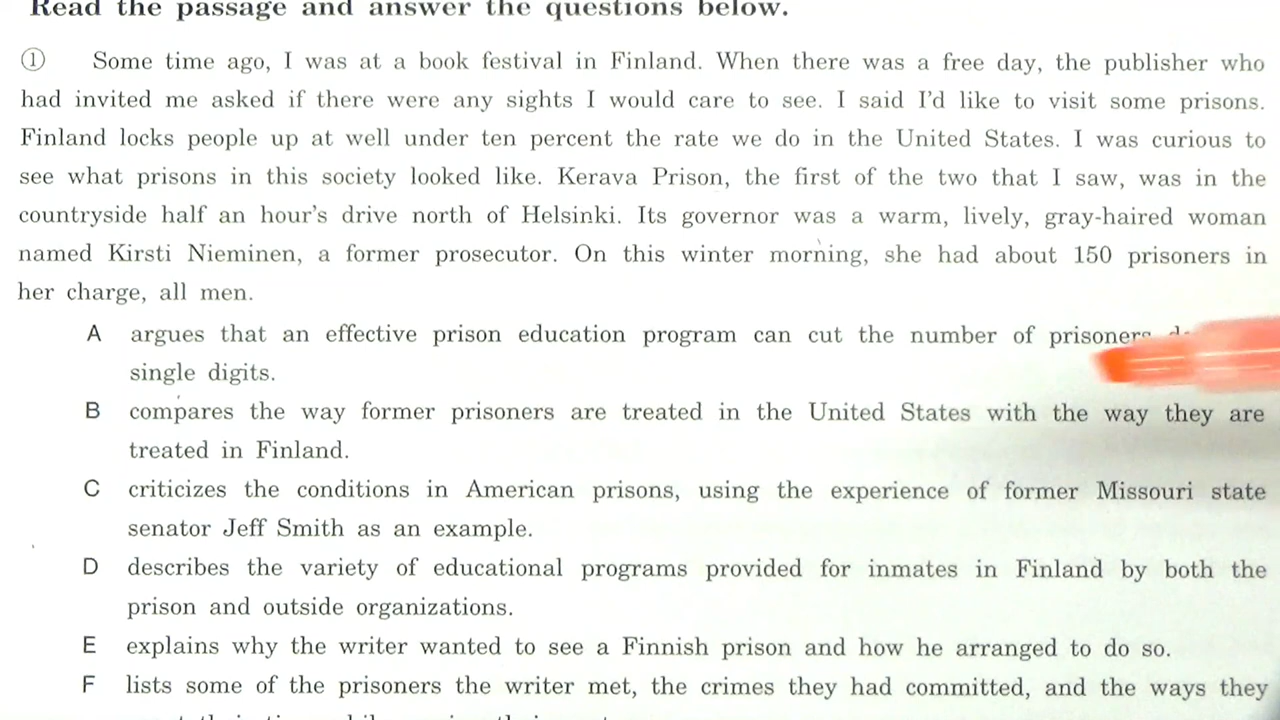 Read the passage and answer the questions below.
① Some time ago, I was at a book festival in Finland. When there was a free day, the publisher who
had invited me asked if there were any sights I would care to see. I said I'd like to visit some prisons.
Finland locks people up at well under ten percent the rate we do in the United States. I was curious to
see what prisons in this society looked like. Kerava Prison, the first of the two that I saw, was in the
countryside half an hour's drive north of Helsinki. Its governor was a warm, lively, gray-haired woman
named Kirsti Nieminen, a former prosecutor. On this winter morning, she had about 150 prisoners in
her charge, all men.
A argues that an effective prison education program can cut the number of prisoners
single digits.
B compares the way former prisoners are treated in the United States with the way they are
treated in Finland.
C criticizes the conditions in American prisons, using the experience of former Missouri state
senator Jeff Smith as an example.
D describes the variety of educational programs provided for inmates in Finland by both the
prison and outside organizations.
E explains why the writer wanted to see a Finnish prison and how he arranged to do so.
F lists some of the prisoners the writer met, the crimes they had committed, and the ways they